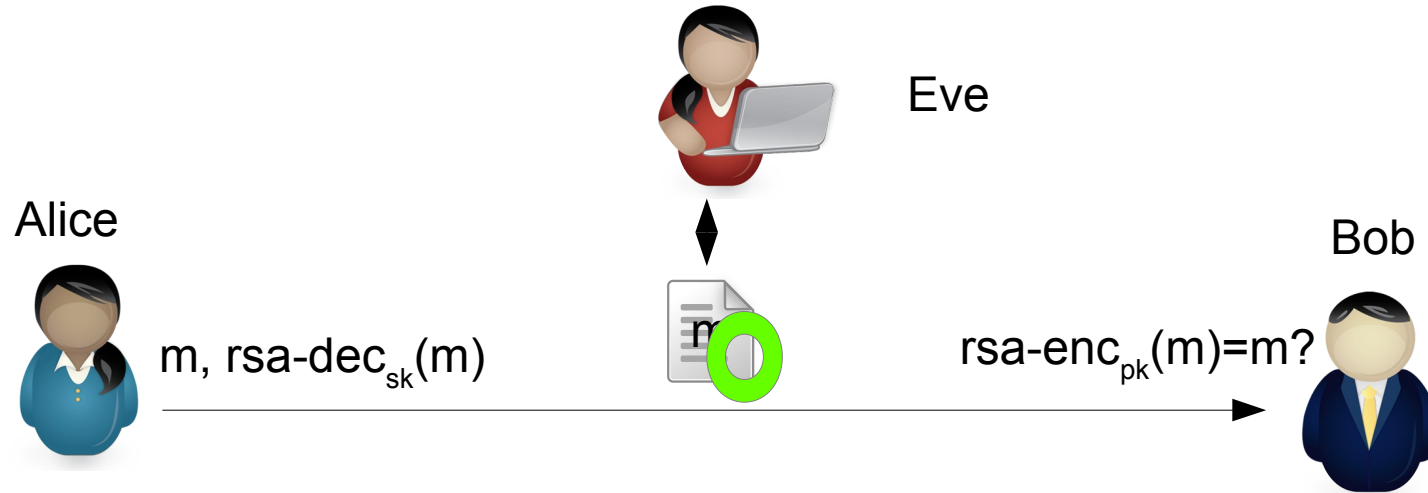 Eve
Alice
Bob
m
m, rsa-dec_sk(m)
rsa-enc_pk(m)=m?